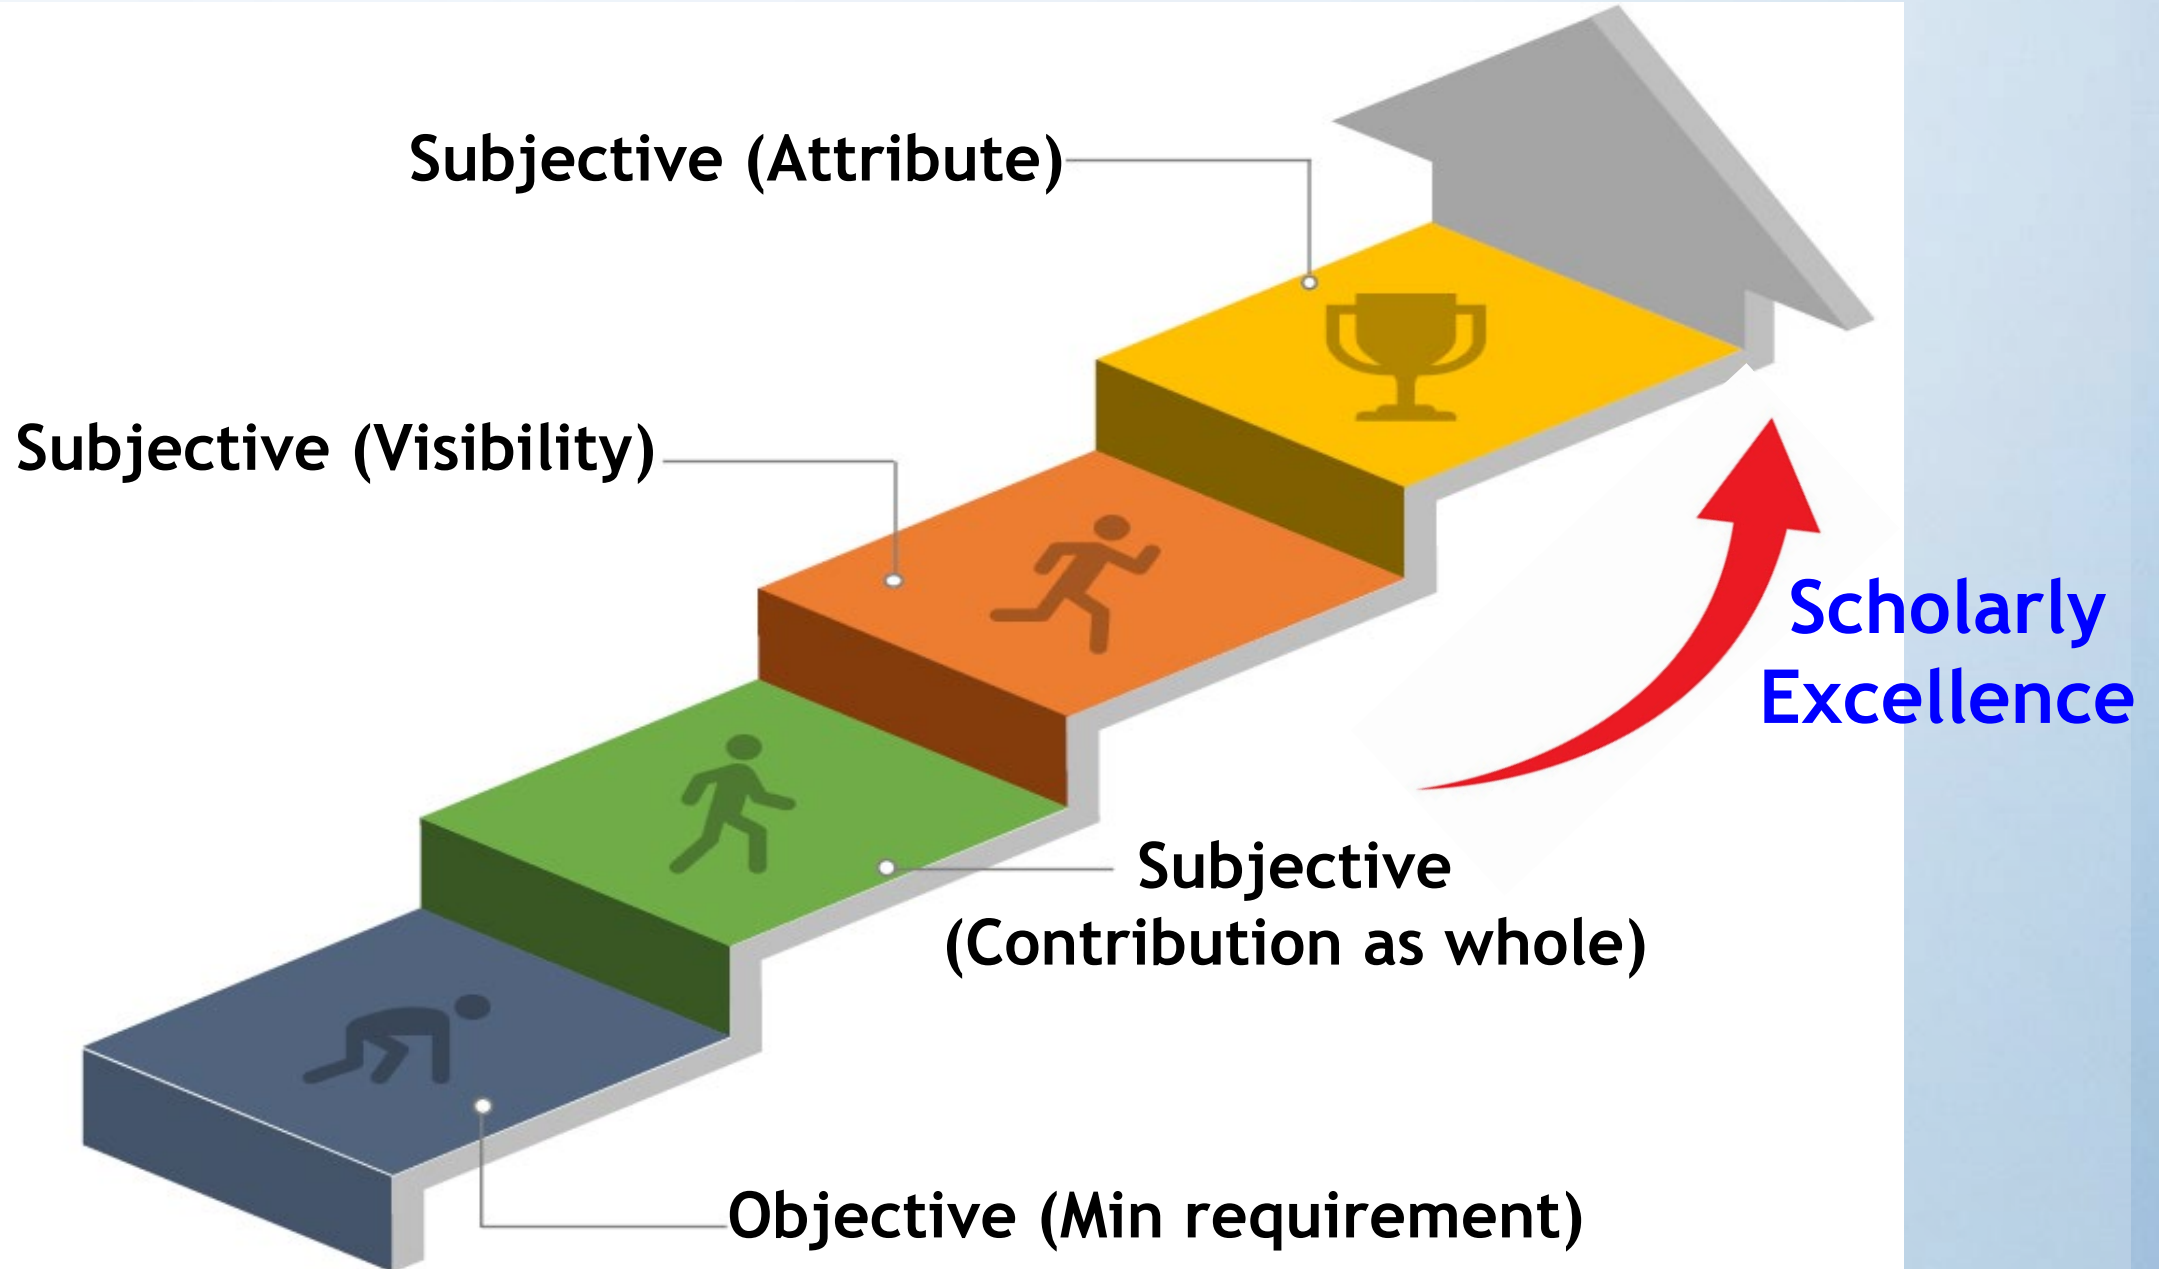 Subjective (Attribute)
Subjective (Visibility)
Scholarly
Excellence
Subjective
(Contribution as whole)
Objective (Min requirement)